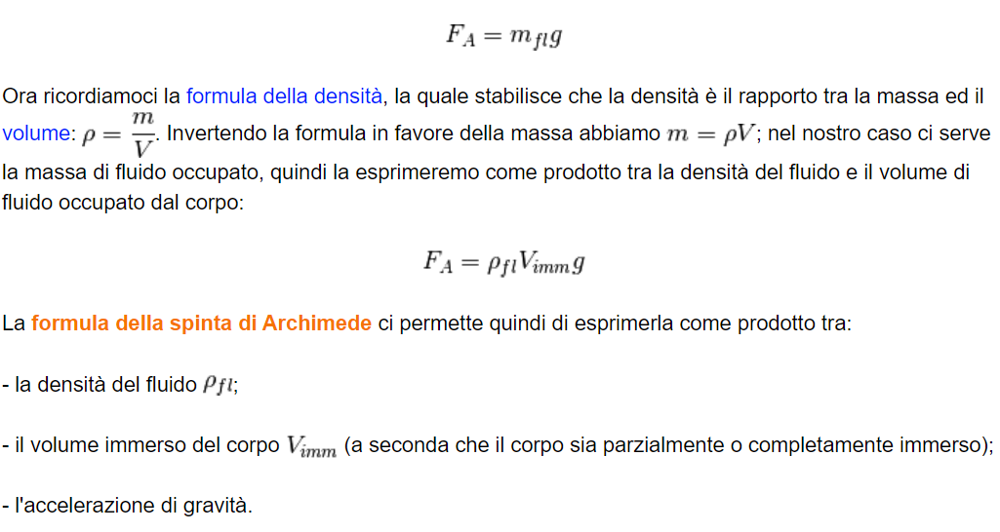 F_A = m_{fl}g
Ora ricordiamoci la formula della densità, la quale stabilisce che la densità è il rapporto tra la massa ed il
volume: ρ = m/V. Invertendo la formula in favore della massa abbiamo m = ρV; nel nostro caso ci serve
la massa di fluido occupato, quindi la esprimeremo come prodotto tra la densità del fluido e il volume di
fluido occupato dal corpo:
F_A = ρ_{fl}V_{imm}g
La formula della spinta di Archimede ci permette quindi di esprimerla come prodotto tra:
- la densità del fluido ρ_{fl};
- il volume immerso del corpo V_{imm} (a seconda che il corpo sia parzialmente o completamente immerso);
- l'accelerazione di gravità.